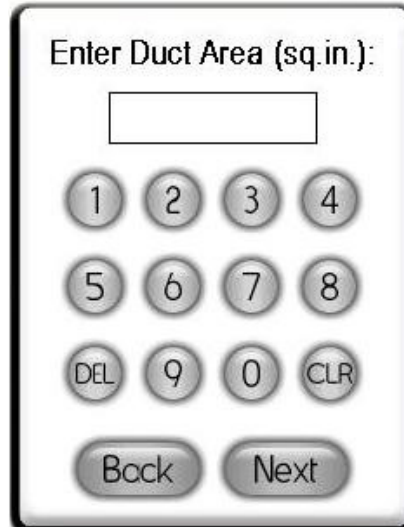 Enter Duct Area (sq.in.):
1 2 3 4
5 6 7 8
DEL 9 0 CLR
Back Next